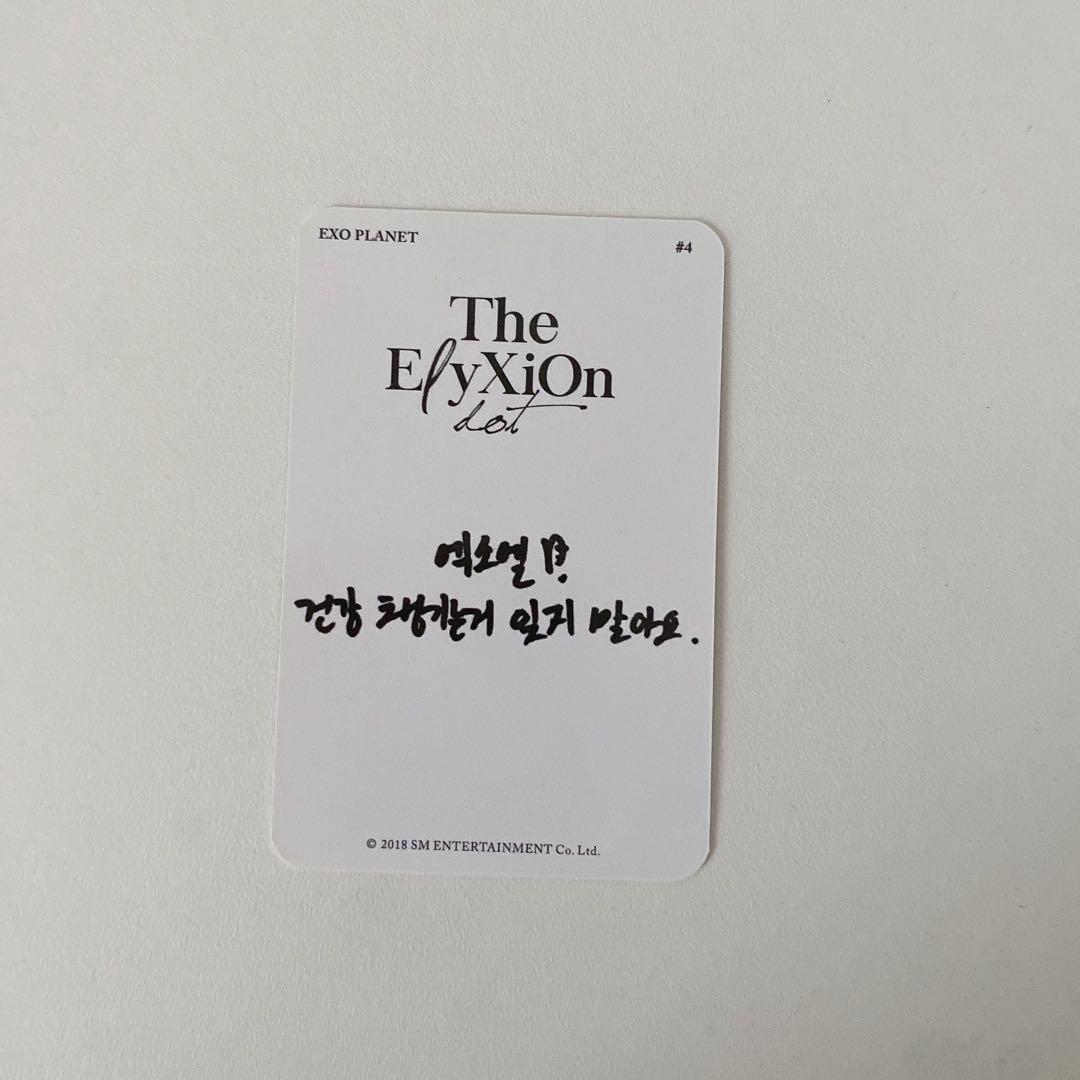 EXO PLANET
#4
The
ElyXiOn
dot
엑소엘!!
건강 챙기는거 잊지 말아요.
© 2018 SM ENTERTAINMENT Co. Ltd.